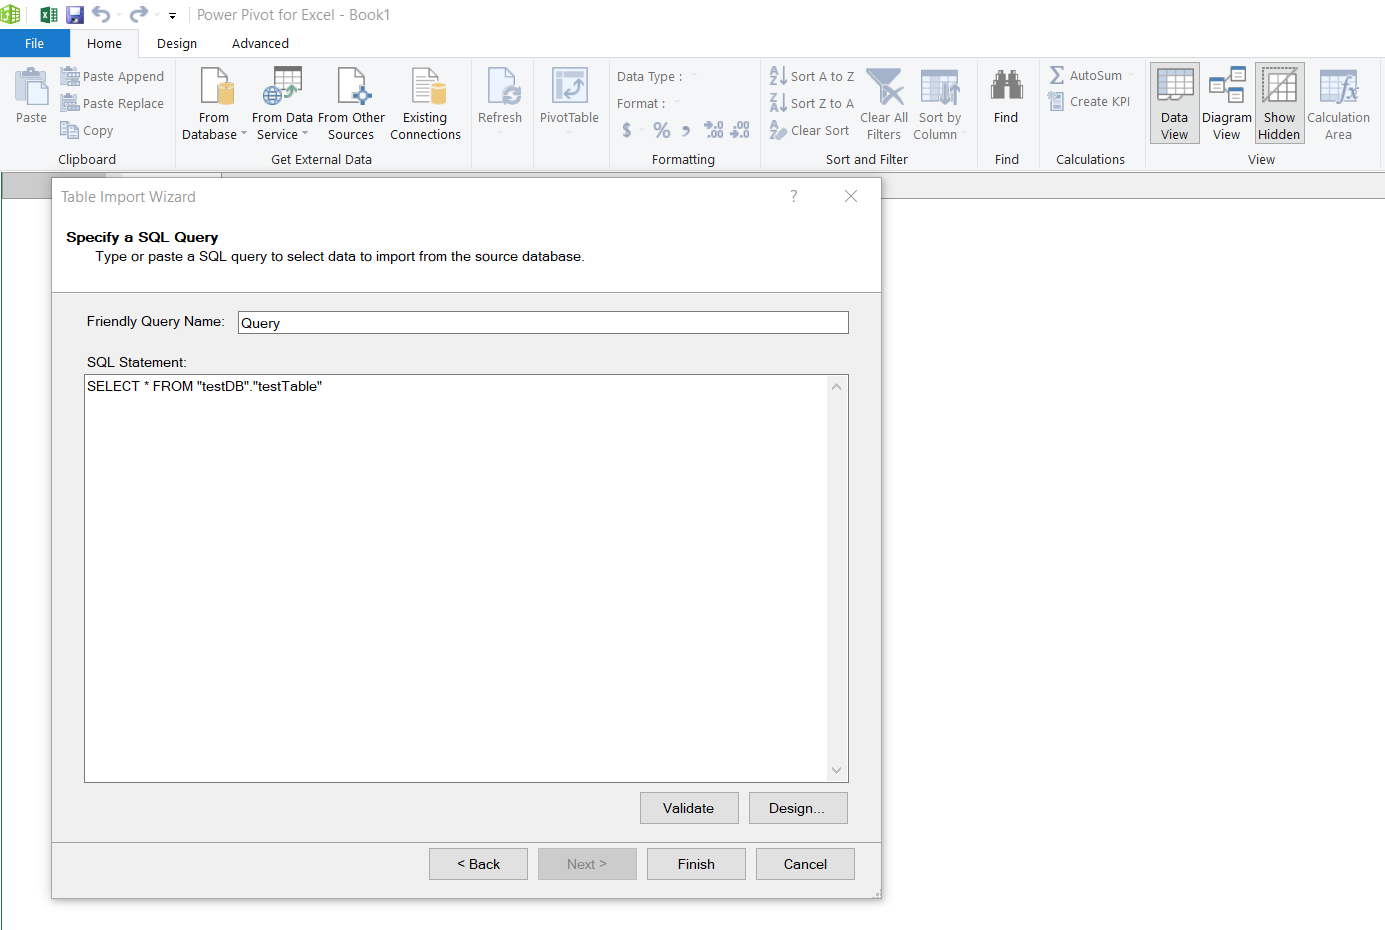 Power Pivot for Excel - Book1
File Home Design Advanced
Paste
Paste Append
Paste Replace
Copy
Clipboard
From
Database
From Data
Service
From Other
Sources
Existing
Connections
Get External Data
Refresh
PivotTable
Data Type :
Format :
$ % , .00 .0 .00 .0
Formatting
Sort A to Z
Sort Z to A
Clear Sort
Clear All
Filters
Sort by
Column
Sort and Filter
Find
Find
AutoSum
Create KPI
Calculations
Data
View
Diagram
View
Show
Hidden
Calculation
Area
View
Table Import Wizard ?
Specify a SQL Query
Type or paste a SQL query to select data to import from the source database.
Friendly Query Name: Query
SQL Statement:
SELECT * FROM "testDB"."testTable"
Validate Design...
< Back Next > Finish Cancel